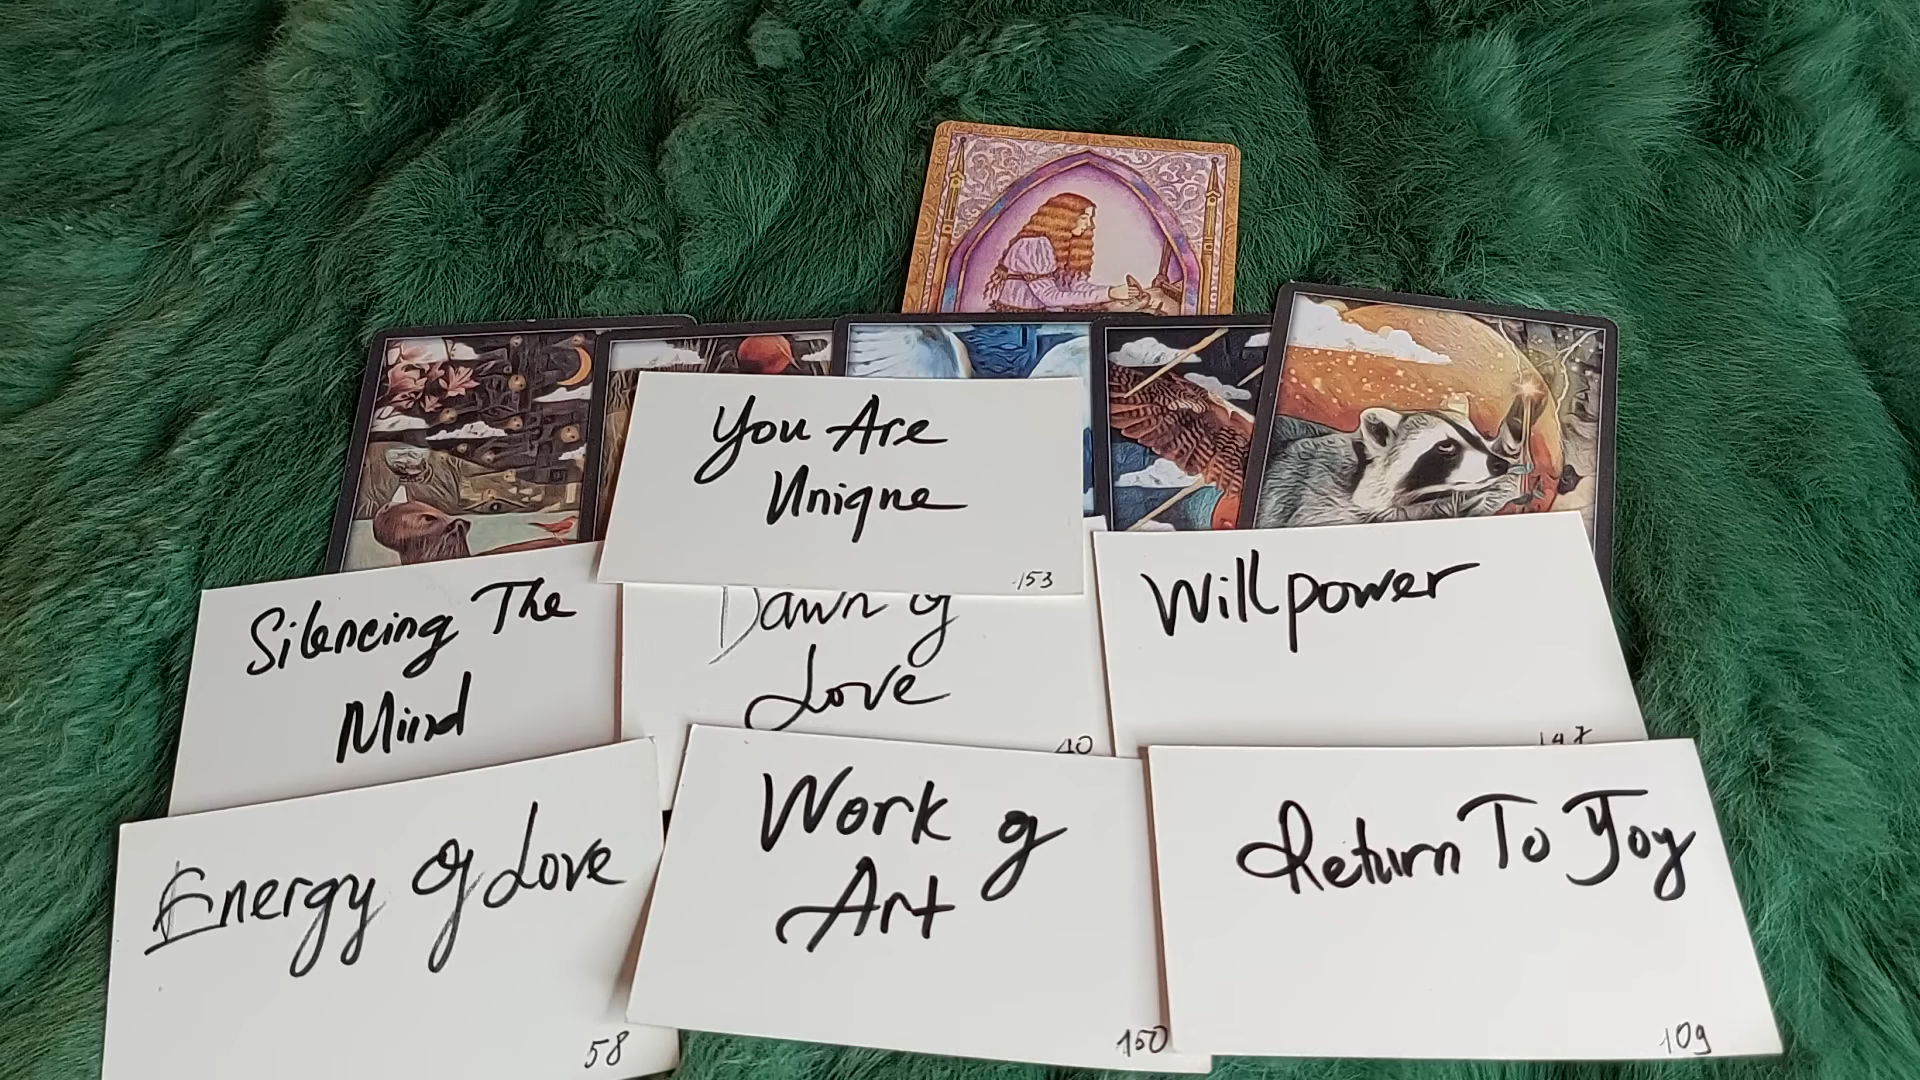 You Are
Unique
153
Silencing The
Mind
Dawn of
Love
40
Willpower
147
Energy Of Love
58
Work of
Art
150
Return To Joy
109